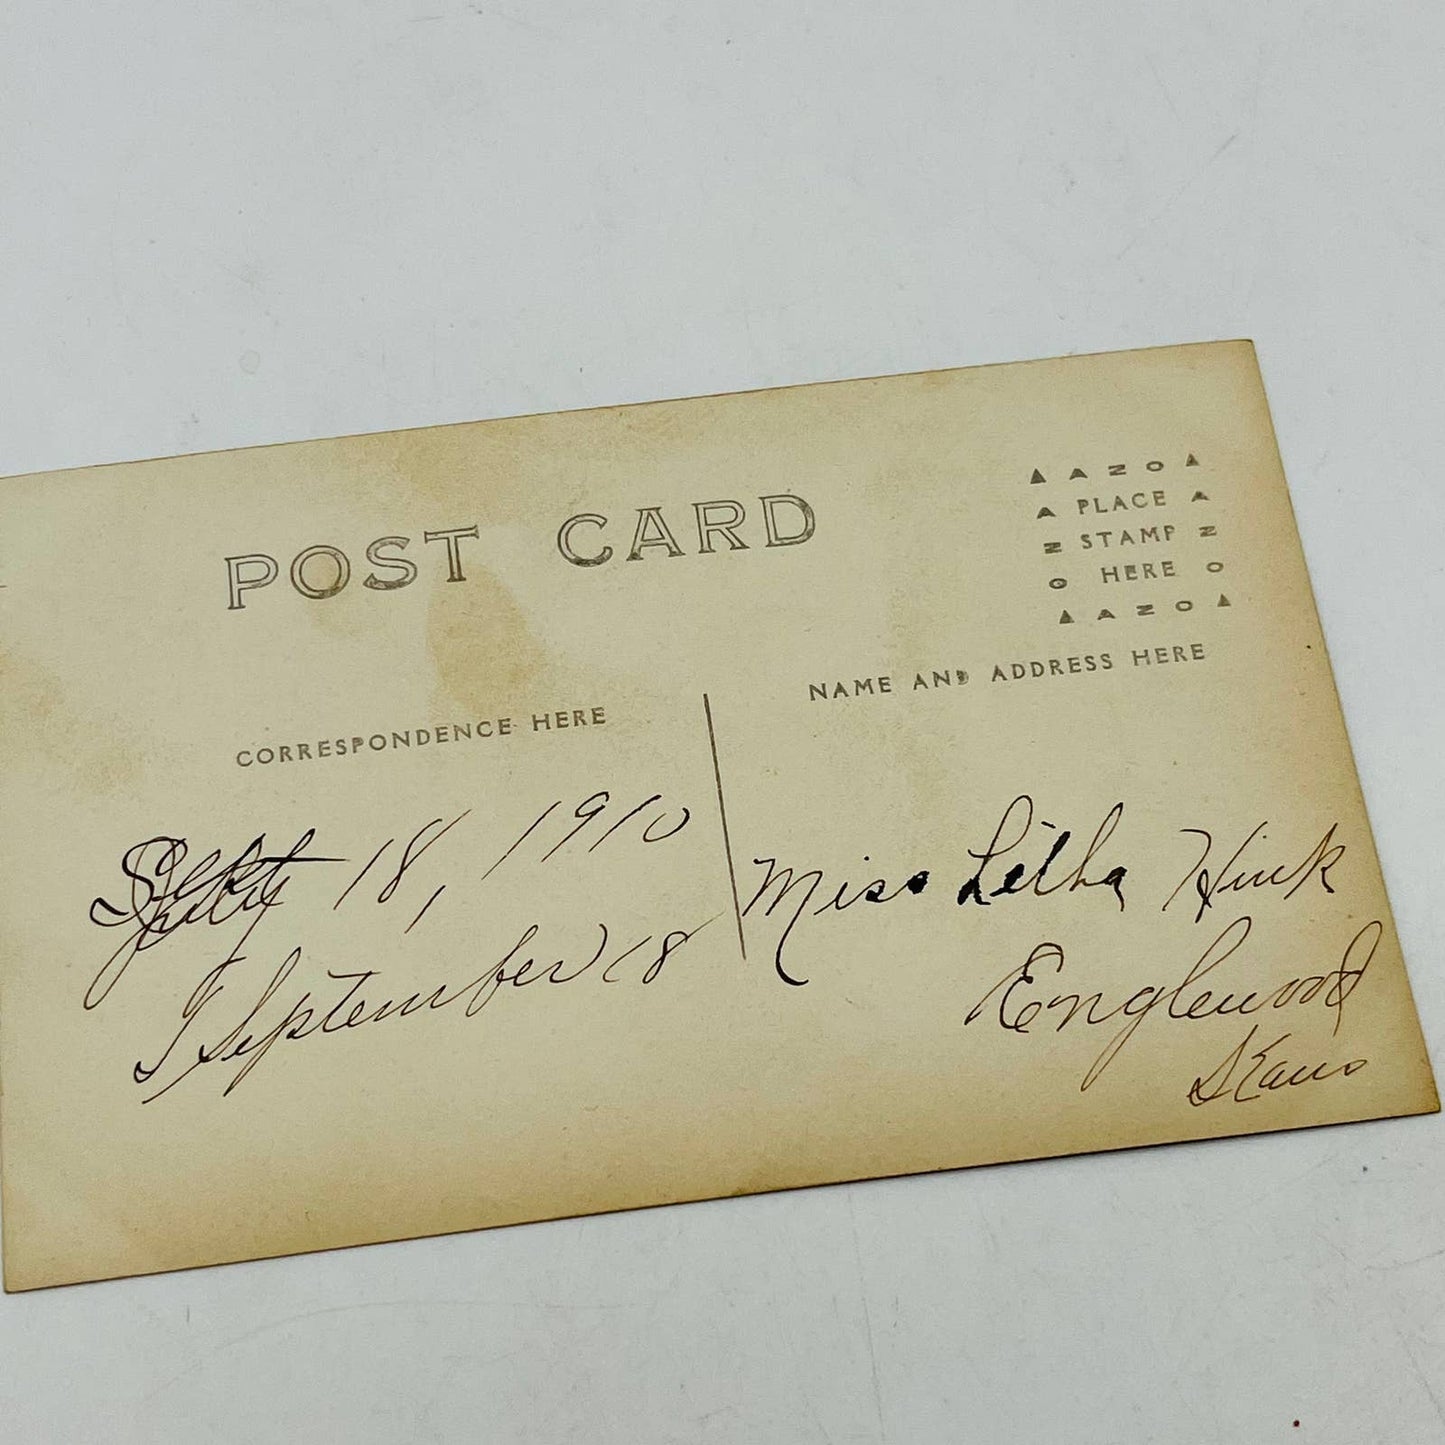 POST CARD
▲ AZO ▲
A PLACE A
N STAMP N
O HERE O
▲ AZO ▲
CORRESPONDENCE HERE
NAME AND ADDRESS HERE
Sept 18, 1910
September 18
Miss Letha Hink
Englewood
Kans